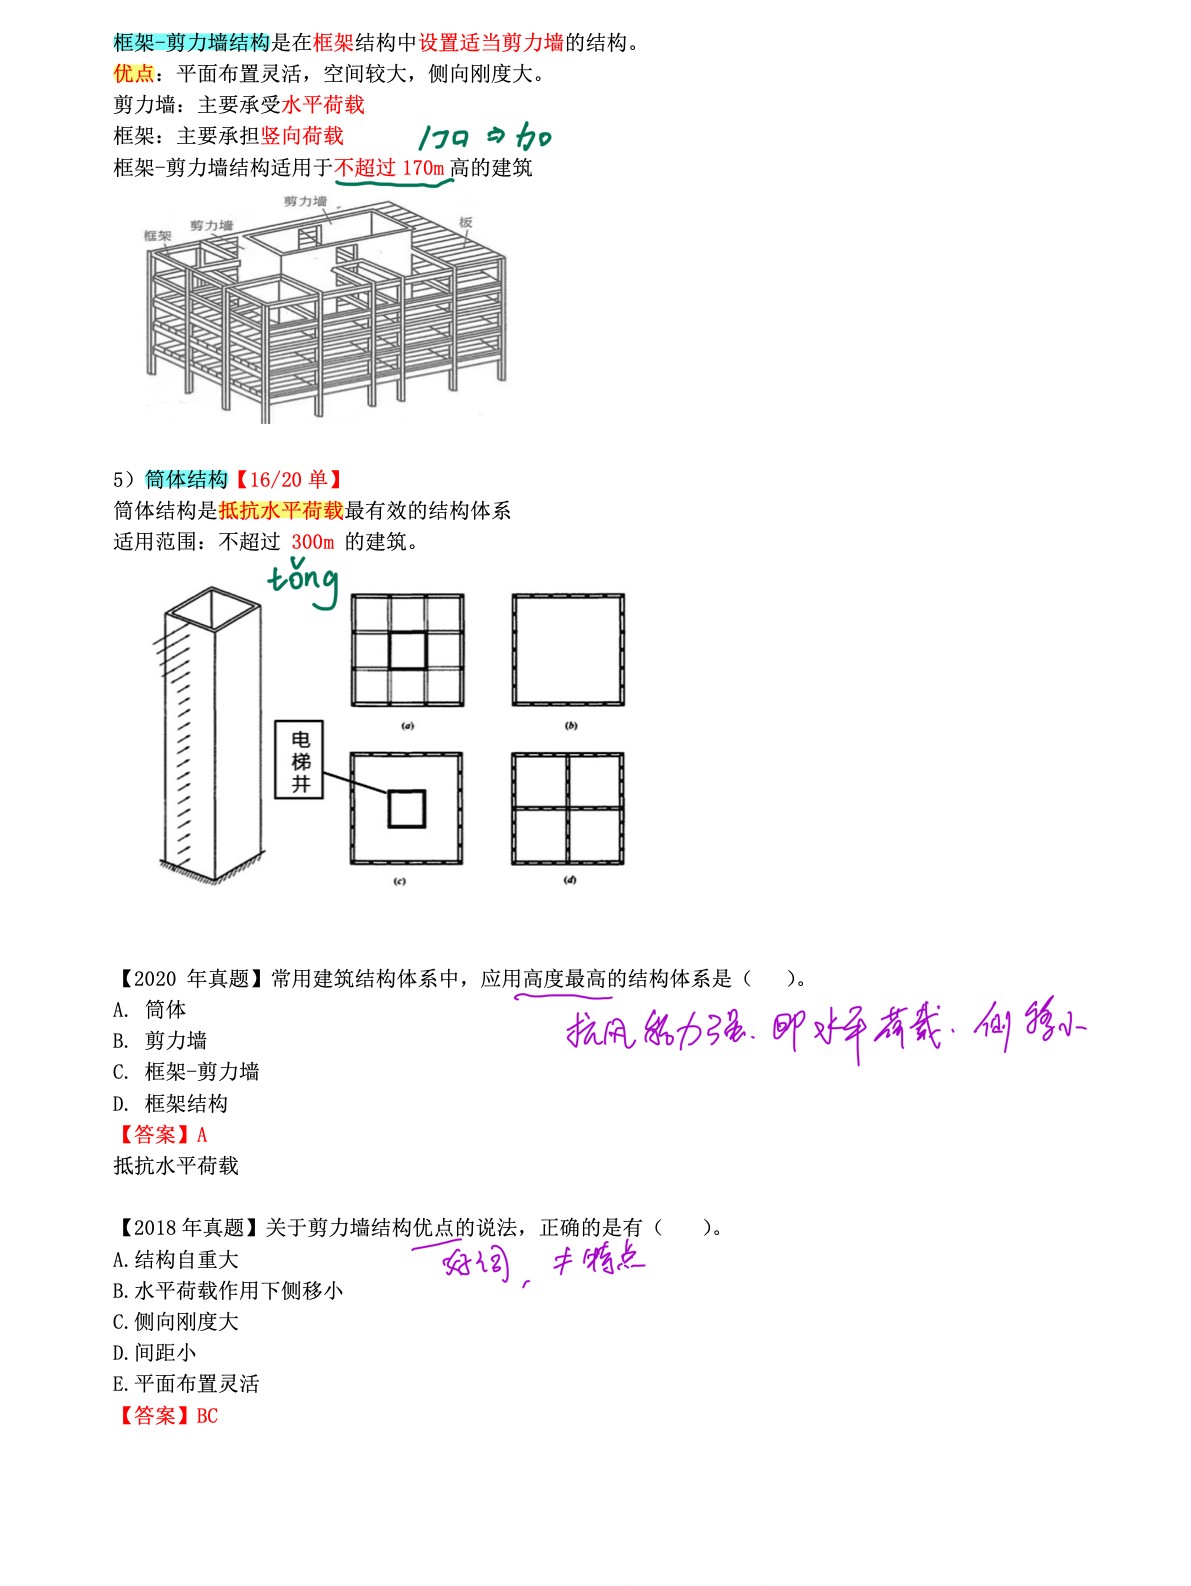 框架-剪力墙结构是在框架结构中设置适当剪力墙的结构。
优点：平面布置灵活，空间较大，侧向刚度大。
剪力墙：主要承受水平荷载
框架：主要承担竖向荷载
170⇒加
框架-剪力墙结构适用于不超过170m高的建筑
剪力墙
剪力墙
板
框架
5）筒体结构【16/20单】
筒体结构是抵抗水平荷载最有效的结构体系
适用范围：不超过 300m 的建筑。
tǒng
(a)
(b)
电梯井
(c)
(d)
【2020 年真题】常用建筑结构体系中，应用高度最高的结构体系是（　）。
A. 筒体
抗风能力强、即水平荷载、侧移小
B. 剪力墙
C. 框架-剪力墙
D. 框架结构
【答案】A
抵抗水平荷载
【2018年真题】关于剪力墙结构优点的说法，正确的是有（　）。
A.结构自重大
好词，≠特点
B.水平荷载作用下侧移小
C.侧向刚度大
D.间距小
E.平面布置灵活
【答案】BC